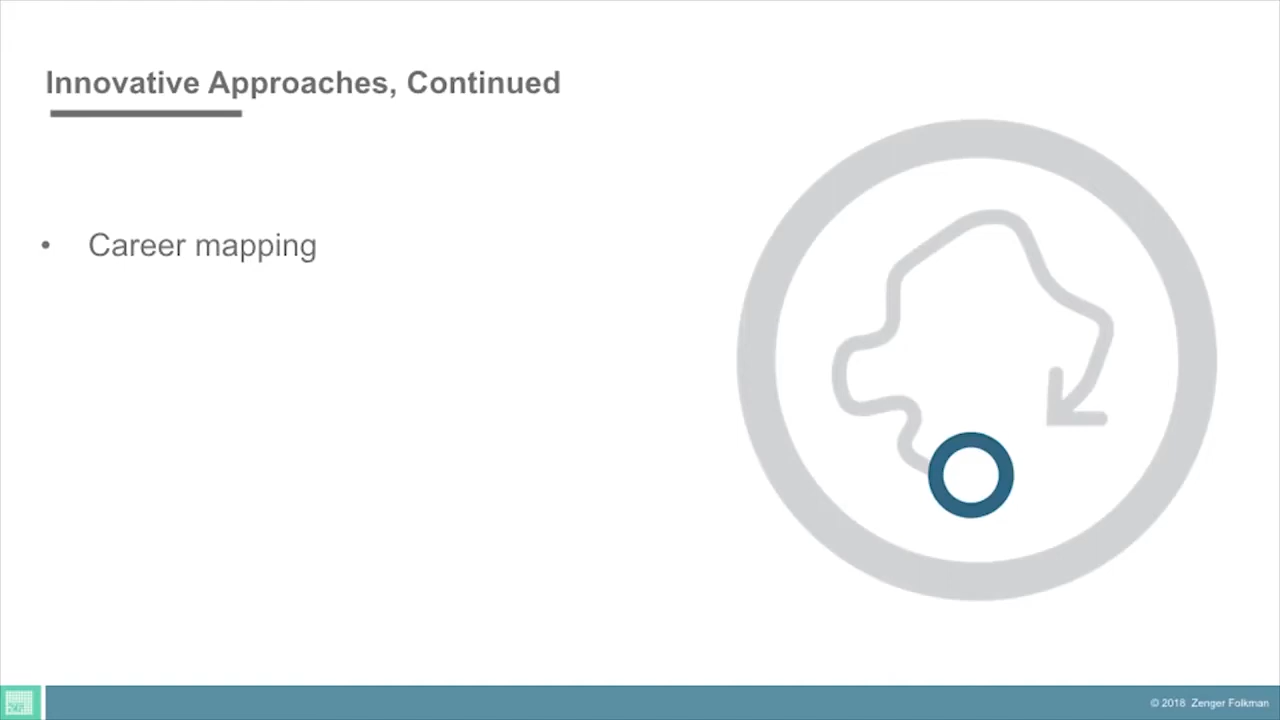 Innovative Approaches, Continued
• Career mapping
© 2018 Zenger Folkman